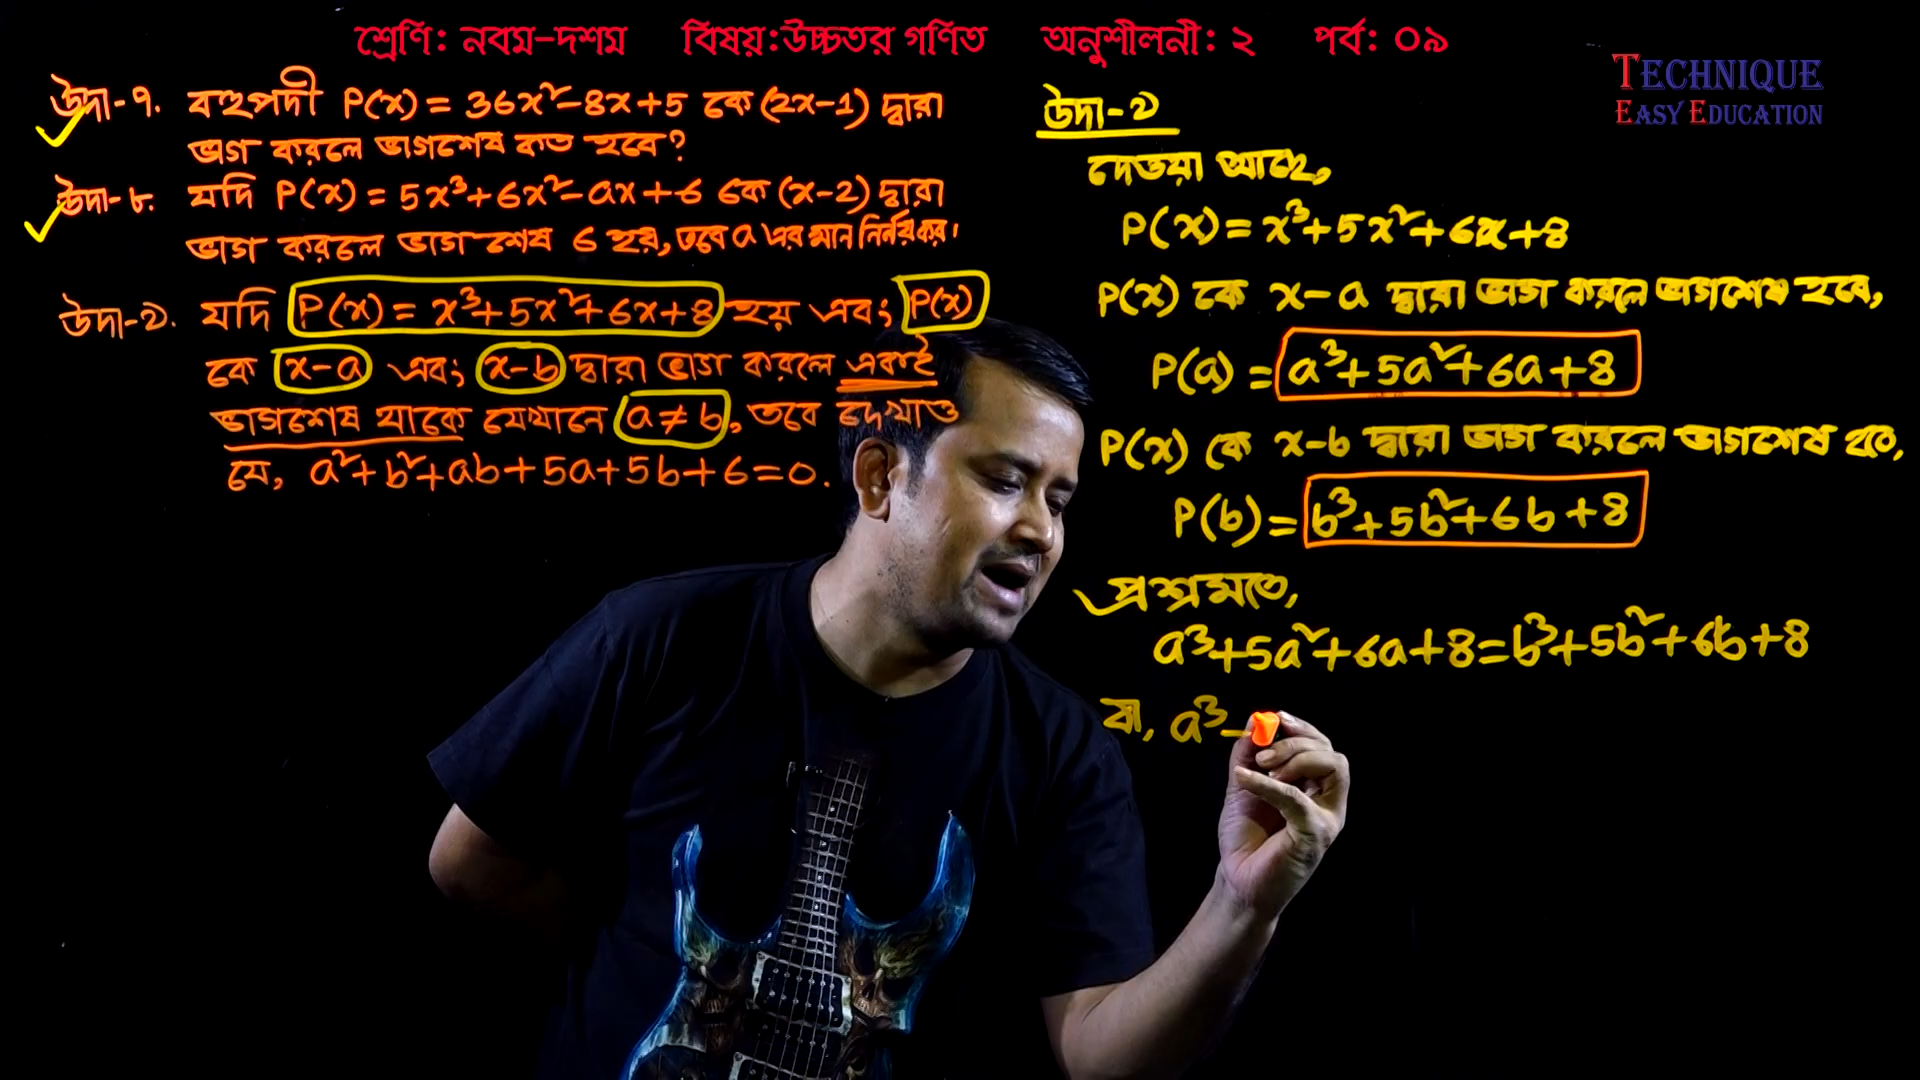 শ্রেণি: নবম-দশম বিষয়:উচ্চতর গণিত অনুশীলনী: ২ পর্ব: ০৯
TECHNIQUE
EASY EDUCATION
উদা-৭. বহুপদী P(x) = 36x²-8x+5 কে (2x-1) দ্বারা
ভাগ করলে ভাগশেষ কত হবে?
উদা-৮. যদি P(x) = 5x³+6x²-ax+6 কে (x-2) দ্বারা
ভাগ করলে ভাগশেষ 6 হয়, তবে a এর মান নির্ণয় কর।
উদা-৯. যদি P(x) = x³+5x²+6x+8 হয় এবং P(x)
কে x-a এবং x-b দ্বারা ভাগ করলে একই
ভাগশেষ থাকে যেখানে a≠b, তবে দেখাও
যে, a²+b²+ab+5a+5b+6=0.
উদা-৯
দেওয়া আছে,
P(x) = x³+5x²+6x+8
P(x) কে x-a দ্বারা ভাগ করলে ভাগশেষ হবে,
P(a) = a³+5a²+6a+8
P(x) কে x-b দ্বারা ভাগ করলে ভাগশেষ
P(b) = b³+5b²+6b+8
প্রশ্নমতে,
a³+5a²+6a+8=b³+5b²+6b+8
বা, a³-